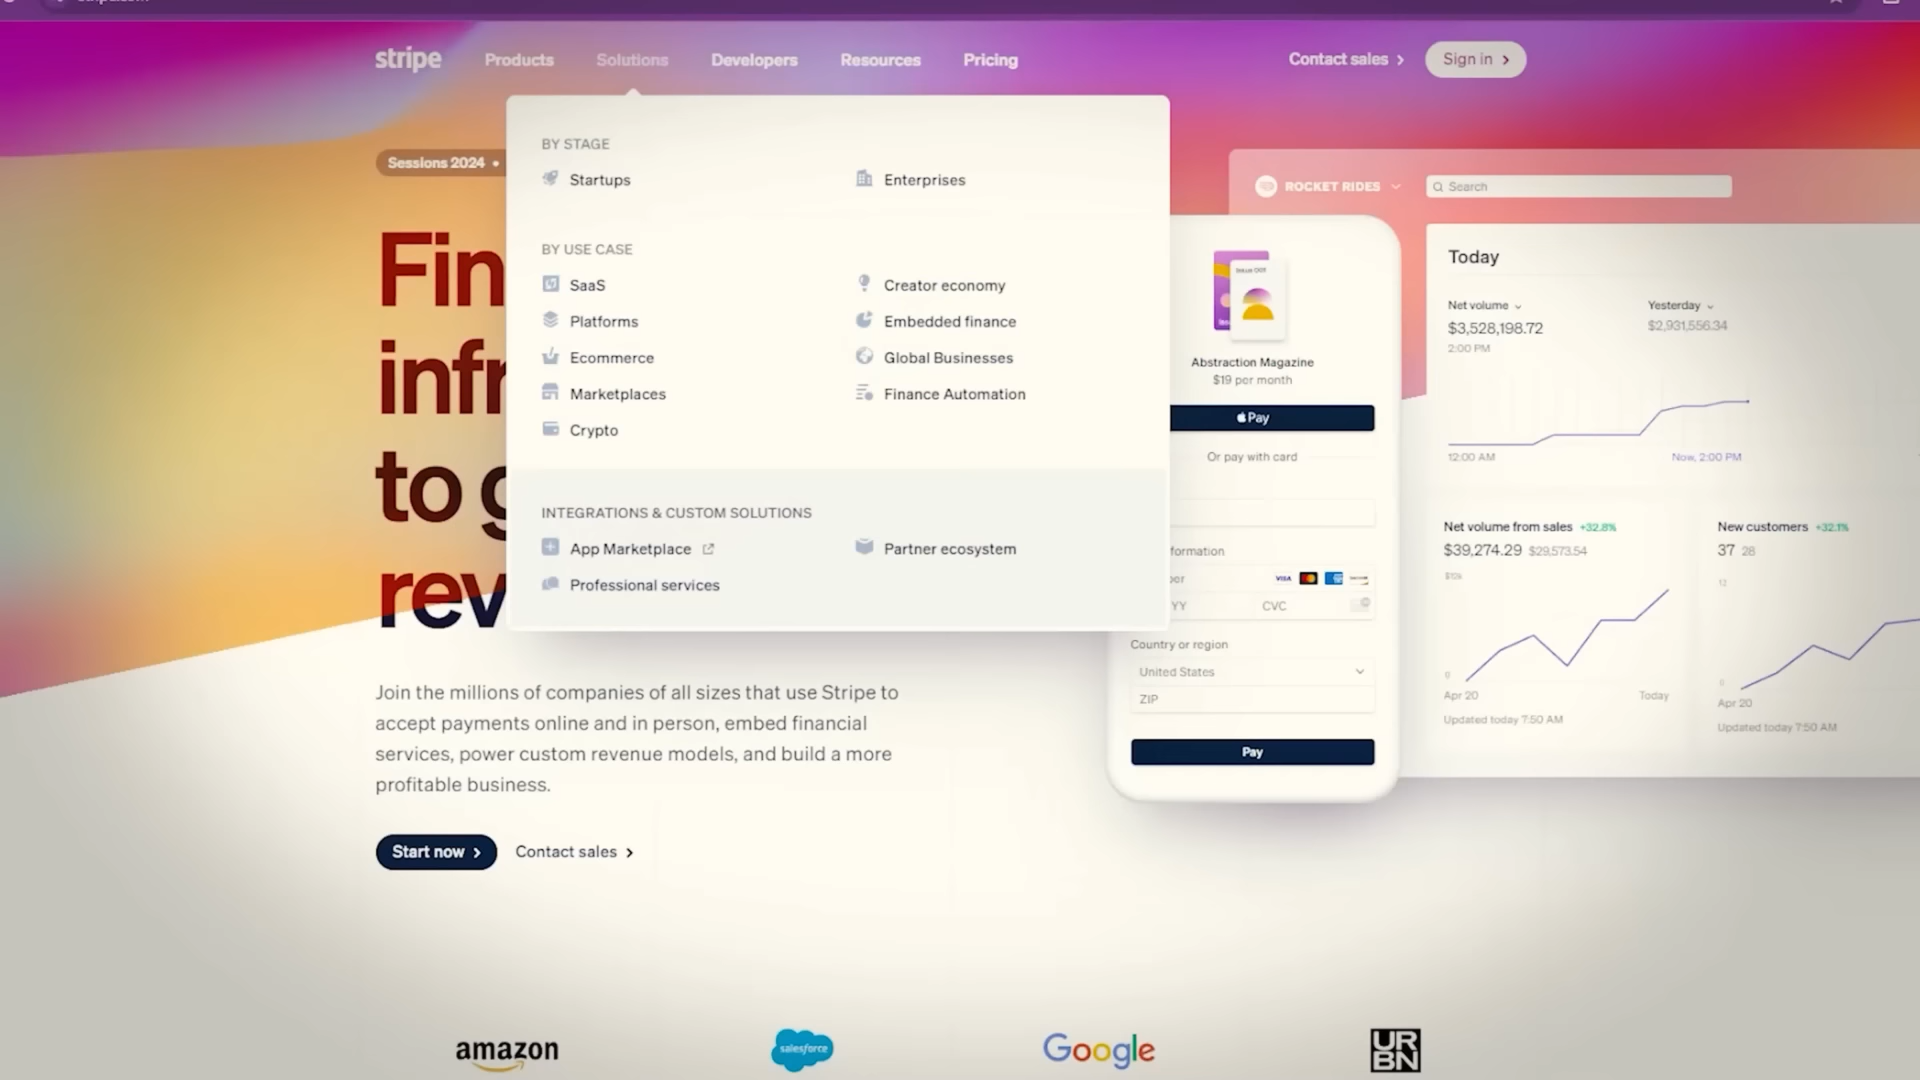 stripe
Products
Solutions
Developers
Resources
Pricing
Contact sales
Sign in
Sessions 2024 •
BY STAGE
Startups
Enterprises
BY USE CASE
SaaS
Creator economy
Platforms
Embedded finance
Ecommerce
Global Businesses
Marketplaces
Finance Automation
Crypto
INTEGRATIONS & CUSTOM SOLUTIONS
App Marketplace
Partner ecosystem
Professional services
Fin
infr
to g
rev
Join the millions of companies of all sizes that use Stripe to
accept payments online and in person, embed financial
services, power custom revenue models, and build a more
profitable business.
Start now
Contact sales
ROCKET RIDES
Search
Abstraction Magazine
$19 per month
Pay
Or pay with card
formation
VISA
YY
CVC
Country or region
United States
ZIP
Pay
Today
Net volume
Yesterday
$3,528,198.72
$2,931,556.34
2:00 PM
12:00 AM
Now, 2:00 PM
Net volume from sales +32.8%
$39,274.29 $29,573.54
$12k
0
Apr 20
Today
Updated today 7:50 AM
New customers +32.1%
37 28
12
0
Apr 20
Updated today 7:50 AM
amazon
salesforce
Google
UR
BN